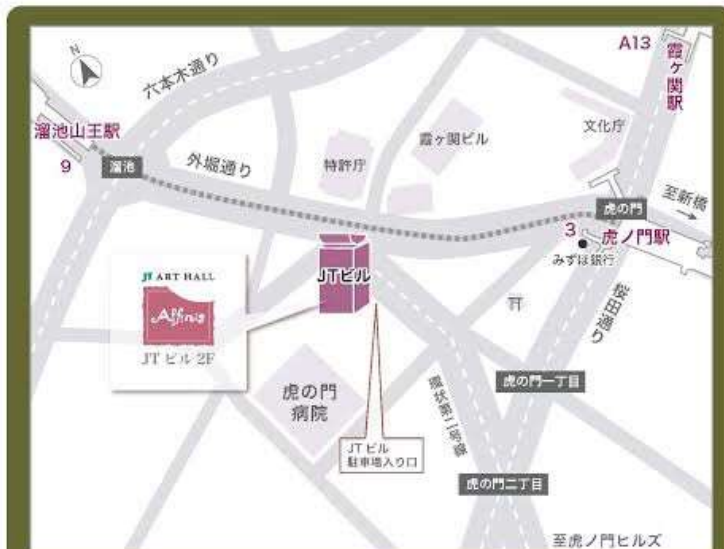 N
A13
霞ヶ関駅
六本木通り
溜池山王駅
9
溜池
外堀通り
特許庁
霞ヶ関ビル
文化庁
至新橋
虎の門
3
虎ノ門駅
みずほ銀行
JTビル
JT ART HALL
Affinis
JTビル 2F
桜田通り
虎の門一丁目
虎の門
病院
環状第二号線
JTビル
駐車場入り口
虎の門二丁目
至虎ノ門ヒルズ